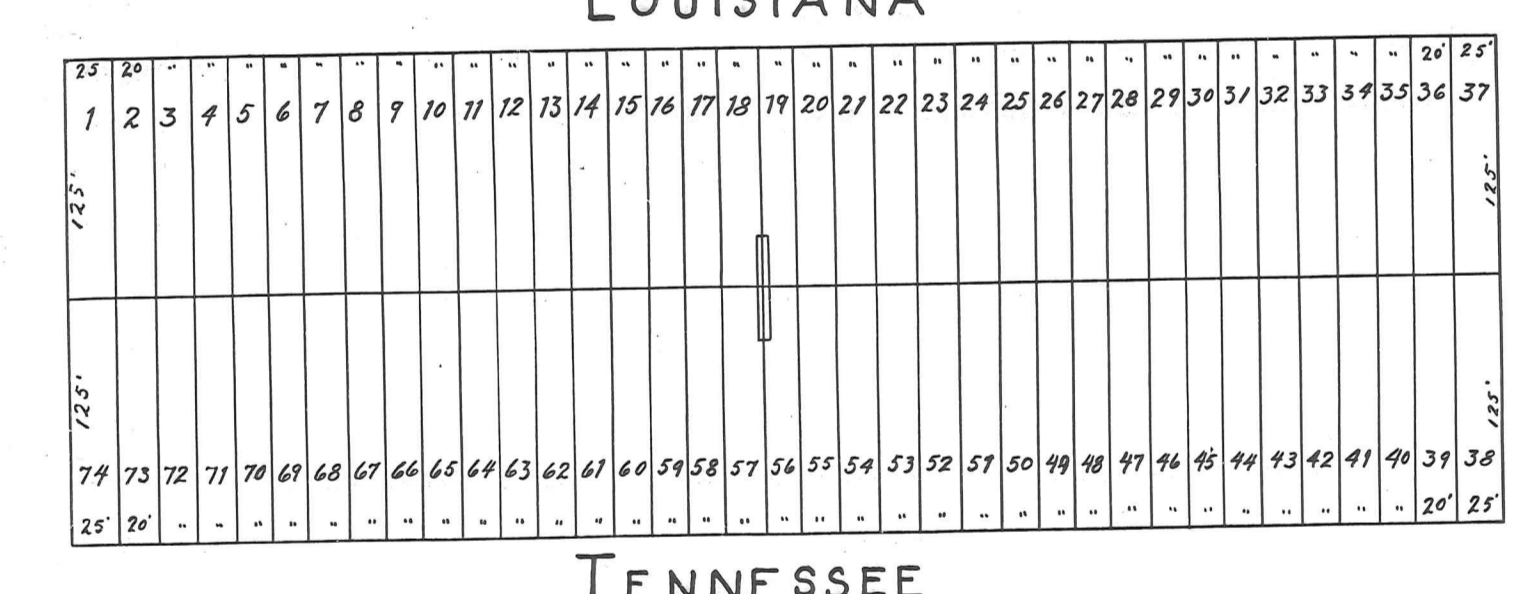 LOUISIANA
25 20 " " " " " " " " " " " " " " " " " " " " " " " " " " " " " " " " " 20' 25'
1 2 3 4 5 6 7 8 9 10 11 12 13 14 15 16 17 18 19 20 21 22 23 24 25 26 27 28 29 30 31 32 33 34 35 36 37
125' 125'
125' 125'
74 73 72 71 70 69 68 67 66 65 64 63 62 61 60 59 58 57 56 55 54 53 52 51 50 49 48 47 46 45 44 43 42 41 40 39 38
25' 20' " " " " " " " " " " " " " " " " " " " " " " " " " " " " " " " " " 20' 25'
TENNESSEE